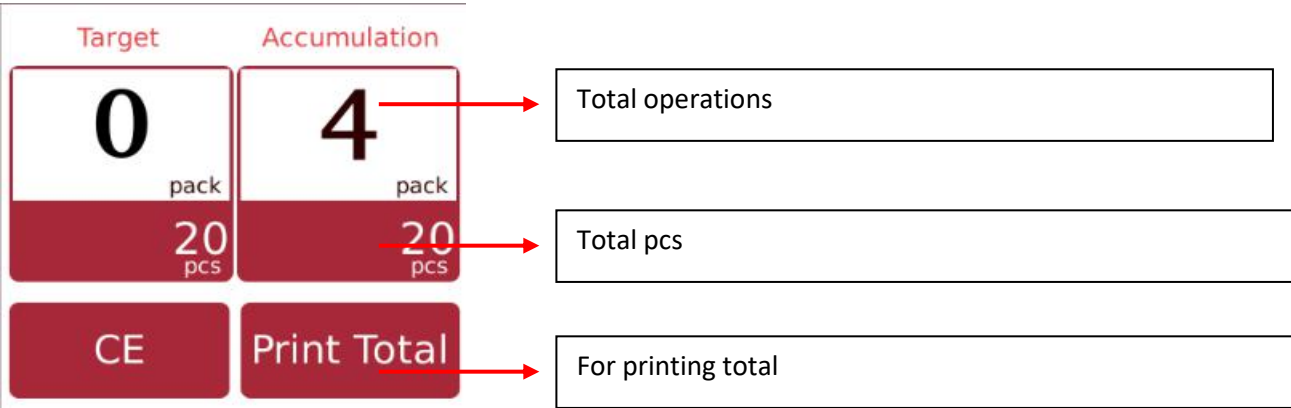 Target Accumulation
0 4 Total operations
pack pack
20 20 Total pcs
pcs pcs
CE Print Total For printing total